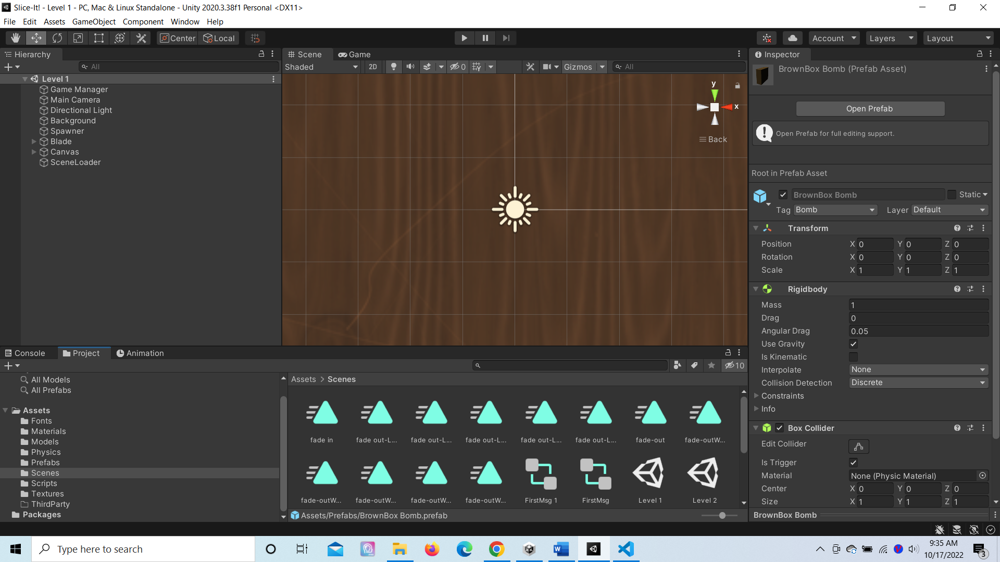 Slice-It! - Level 1 - PC, Mac & Linux Standalone - Unity 2020.3.38f1 Personal <DX11>
File Edit Assets GameObject Component Window Help
Center Local Account Layers Layout
Hierarchy
All
Level 1
Game Manager
Main Camera
Directional Light
Background
Spawner
Blade
Canvas
SceneLoader
Scene Game
Shaded 2D 0 Gizmos All
y
x
Back
Inspector
BrownBox Bomb (Prefab Asset)
Open Prefab
Open Prefab for full editing support.
Root in Prefab Asset
BrownBox Bomb Static
Tag Bomb Layer Default
Transform
Position X 0 Y 0 Z 0
Rotation X 0 Y 0 Z 0
Scale X 1 Y 1 Z 1
Rigidbody
Mass 1
Drag 0
Angular Drag 0.05
Use Gravity
Is Kinematic
Interpolate None
Collision Detection Discrete
Constraints
Info
Box Collider
Edit Collider
Is Trigger
Material None (Physic Material)
Center X 0 Y 0 Z 0
Size X 1 Y 1 Z 1
BrownBox Bomb
Console Project Animation
10
All Models
All Prefabs
Assets
Fonts
Materials
Models
Physics
Prefabs
Scenes
Scripts
Textures
ThirdParty
Packages
Assets > Scenes
fade in fade out-L... fade out-L... fade out-L... fade out-L... fade out-L... fade-out fade-outW...
fade-outW... fade-outW... fade-outW... fade-outW... FirstMsg 1 FirstMsg Level 1 Level 2
Assets/Prefabs/BrownBox Bomb.prefab
Type here to search
9:35 AM
10/17/2022
3